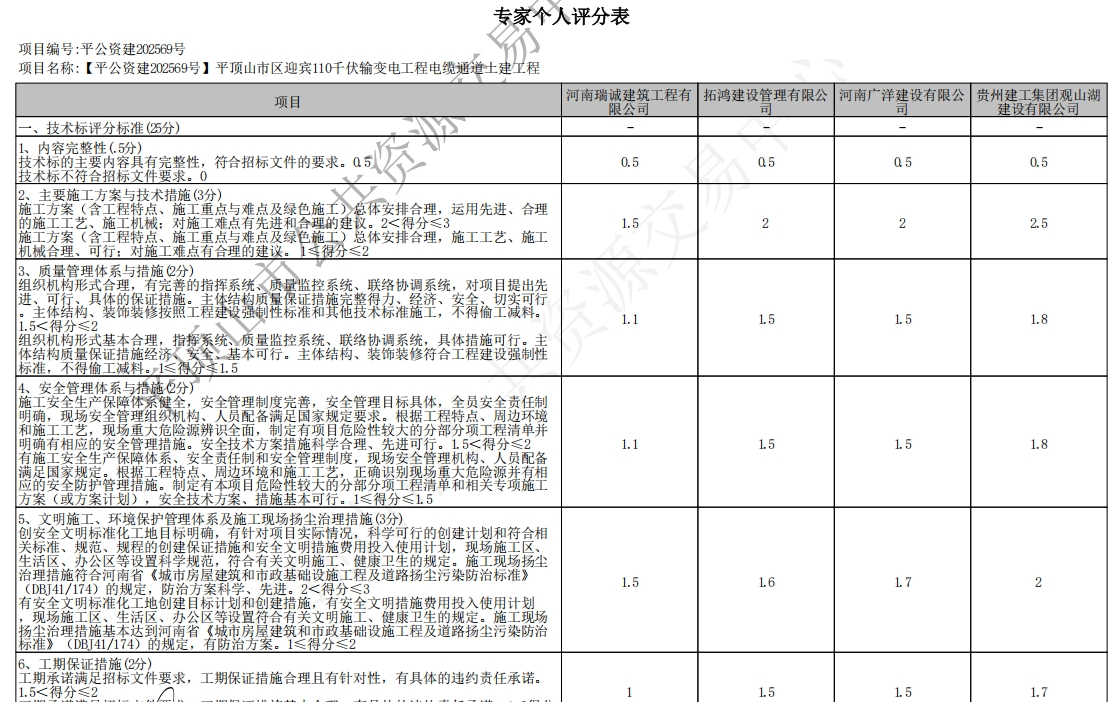 专家个人评分表
项目编号:平公资建202569号
项目名称:【平公资建202569号】平顶山市区迎宾110千伏输变电工程电缆通道土建工程
项目 河南瑞诚建筑工程有限公司 拓鸿建设管理有限公司 河南广洋建设有限公司 贵州建工集团观山湖建设有限公司
一、技术标评分标准(25分) - - - -
1、内容完整性(.5分)
技术标的主要内容具有完整性，符合招标文件的要求。0.5
技术标不符合招标文件要求。0
0.5 0.5 0.5 0.5
2、主要施工方案与技术措施(3分)
施工方案（含工程特点、施工重点与难点及绿色施工）总体安排合理，运用先进、合理
的施工工艺、施工机械；对施工难点有先进和合理的建议。2＜得分≤3
施工方案（含工程特点、施工重点与难点及绿色施工）总体安排合理，施工工艺、施工
机械合理、可行；对施工难点有合理的建议。1≤得分≤2
1.5 2 2 2.5
3、质量管理体系与措施(2分)
组织机构形式合理，有完善的指挥系统、质量监控系统、联络协调系统，对项目提出先
进、可行、具体的保证措施。主体结构质量保证措施完整得力、经济、安全、切实可行
。主体结构、装饰装修按照工程建设强制性标准和其他技术标准施工，不得偷工减料。
1.5＜得分≤2
组织机构形式基本合理，指挥系统、质量监控系统、联络协调系统，具体措施可行。主
体结构质量保证措施经济、安全、基本可行。主体结构、装饰装修符合工程建设强制性
标准，不得偷工减料。1≤得分≤1.5
1.1 1.5 1.5 1.8
4、安全管理体系与措施(2分)
施工安全生产保障体系健全，安全管理制度完善，安全管理目标具体，全员安全责任制
明确，现场安全管理组织机构、人员配备满足国家规定要求。根据工程特点、周边环境
和施工工艺，现场重大危险源辨识全面，制定有项目危险性较大的分部分项工程清单并
明确有相应的安全管理措施。安全技术方案措施科学合理、先进可行。1.5＜得分≤2
有施工安全生产保障体系、安全责任制和安全管理制度，现场安全管理机构、人员配备
满足国家规定。根据工程特点、周边环境和施工工艺，正确识别现场重大危险源并有相
应的安全防护管理措施。制定有本项目危险性较大的分部分项工程清单和相关专项施工
方案（或方案计划），安全技术方案、措施基本可行。1≤得分≤1.5
1.1 1.5 1.5 1.8
5、文明施工、环境保护管理体系及施工现场扬尘治理措施(3分)
创安全文明标准化工地目标明确，有针对项目实际情况，科学可行的创建计划和符合相
关标准、规范、规程的创建保证措施和安全文明措施费用投入使用计划，现场施工区、
生活区、办公区等设置科学规范，符合有关文明施工、健康卫生的规定。施工现场扬尘
治理措施符合河南省《城市房屋建筑和市政基础设施工程及道路扬尘污染防治标准》
（DBJ41/174）的规定，防治方案科学、先进。2＜得分≤3
有安全文明标准化工地创建目标计划和创建措施，有安全文明措施费用投入使用计划
，现场施工区、生活区、办公区等设置符合有关文明施工、健康卫生的规定。施工现场
扬尘治理措施基本达到河南省《城市房屋建筑和市政基础设施工程及道路扬尘污染防治
标准》（DBJ41/174）的规定，有防治方案。1≤得分≤2
1.5 1.6 1.7 2
6、工期保证措施(2分)
工期承诺满足招标文件要求，工期保证措施合理且有针对性，有具体的违约责任承诺。
1.5＜得分≤2
1 1.5 1.5 1.7
平顶山市公共资源交易中心
共资源交易中心